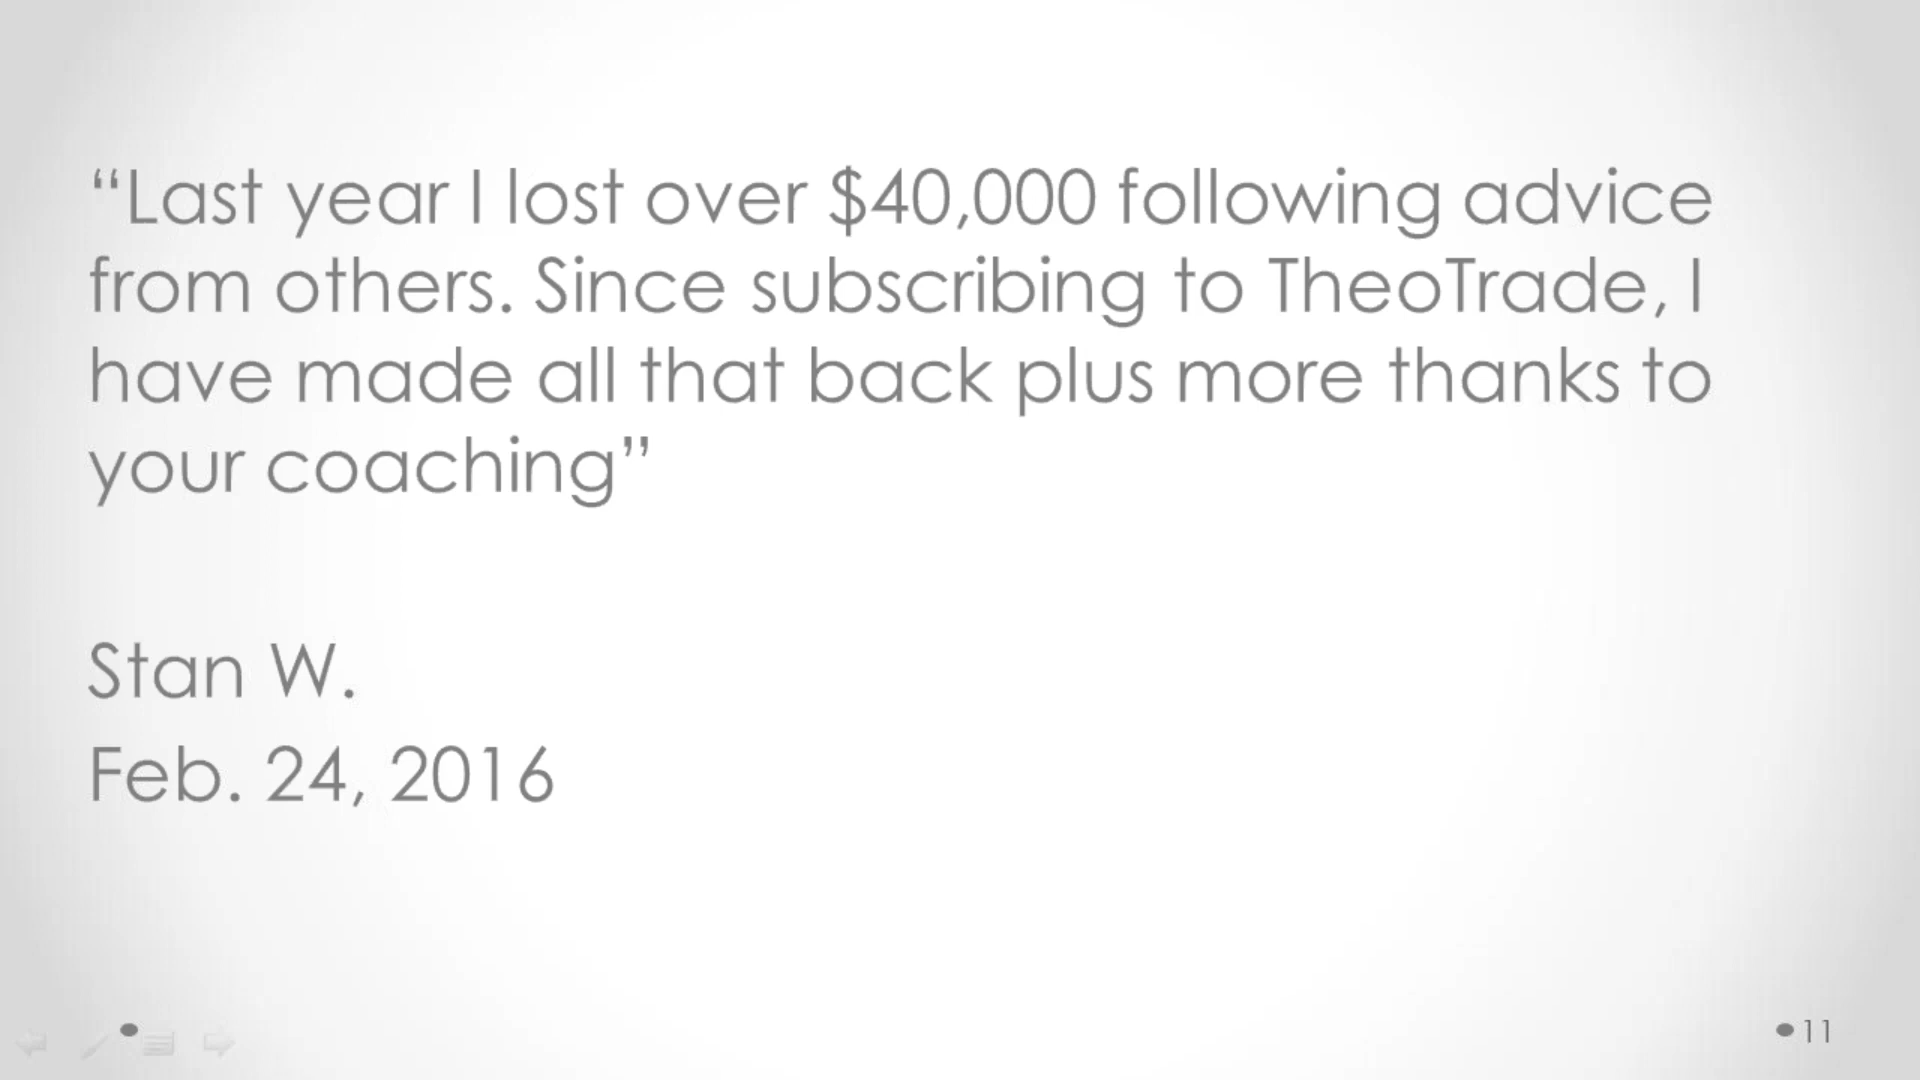 “Last year I lost over $40,000 following advice
from others. Since subscribing to TheoTrade, I
have made all that back plus more thanks to
your coaching”
Stan W.
Feb. 24, 2016
11